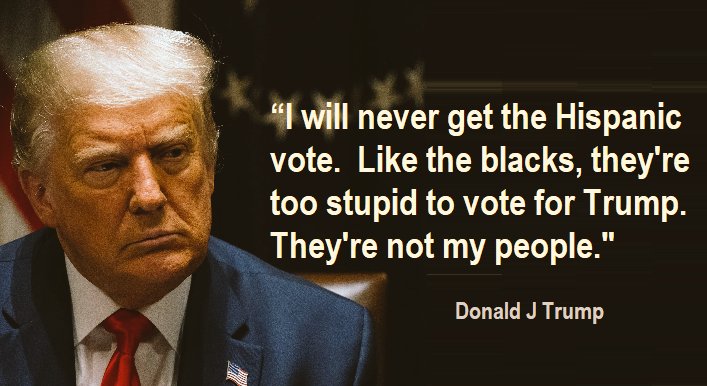 “I will never get the Hispanic
vote.  Like the blacks, they're
too stupid to vote for Trump.
They're not my people."
Donald J Trump